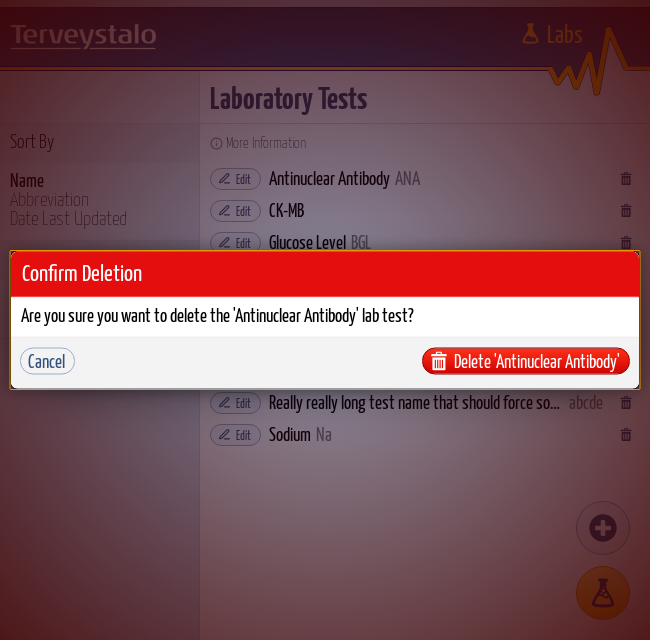 Terveystalo
Labs
Laboratory Tests
Sort By
More Information
Name
Abbreviation
Date Last Updated
Edit Antinuclear Antibody ANA
Edit CK-MB
Edit Glucose Level BGL
Confirm Deletion
Are you sure you want to delete the 'Antinuclear Antibody' lab test?
Cancel
Delete 'Antinuclear Antibody'
Edit Really really long test name that should force so... abcde
Edit Sodium Na